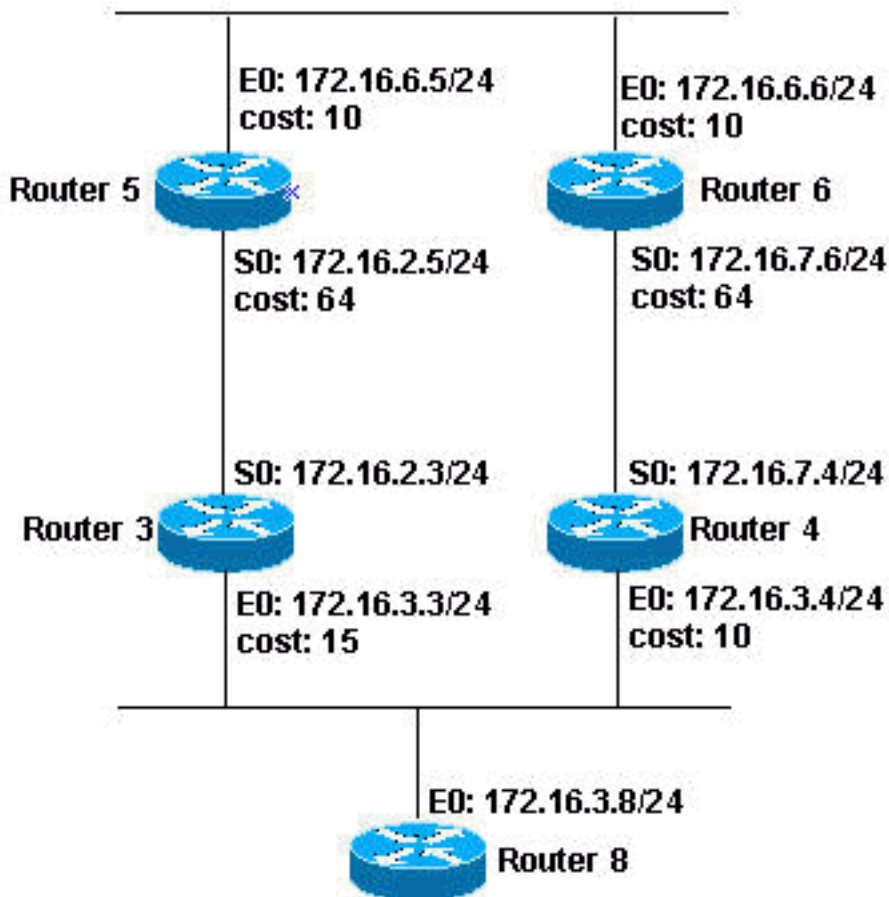 E0: 172.16.6.5/24
cost: 10
E0: 172.16.6.6/24
cost: 10
Router 5
Router 6
S0: 172.16.2.5/24
cost: 64
S0: 172.16.7.6/24
cost: 64
S0: 172.16.2.3/24
S0: 172.16.7.4/24
Router 3
Router 4
E0: 172.16.3.3/24
cost: 15
E0: 172.16.3.4/24
cost: 10
E0: 172.16.3.8/24
Router 8